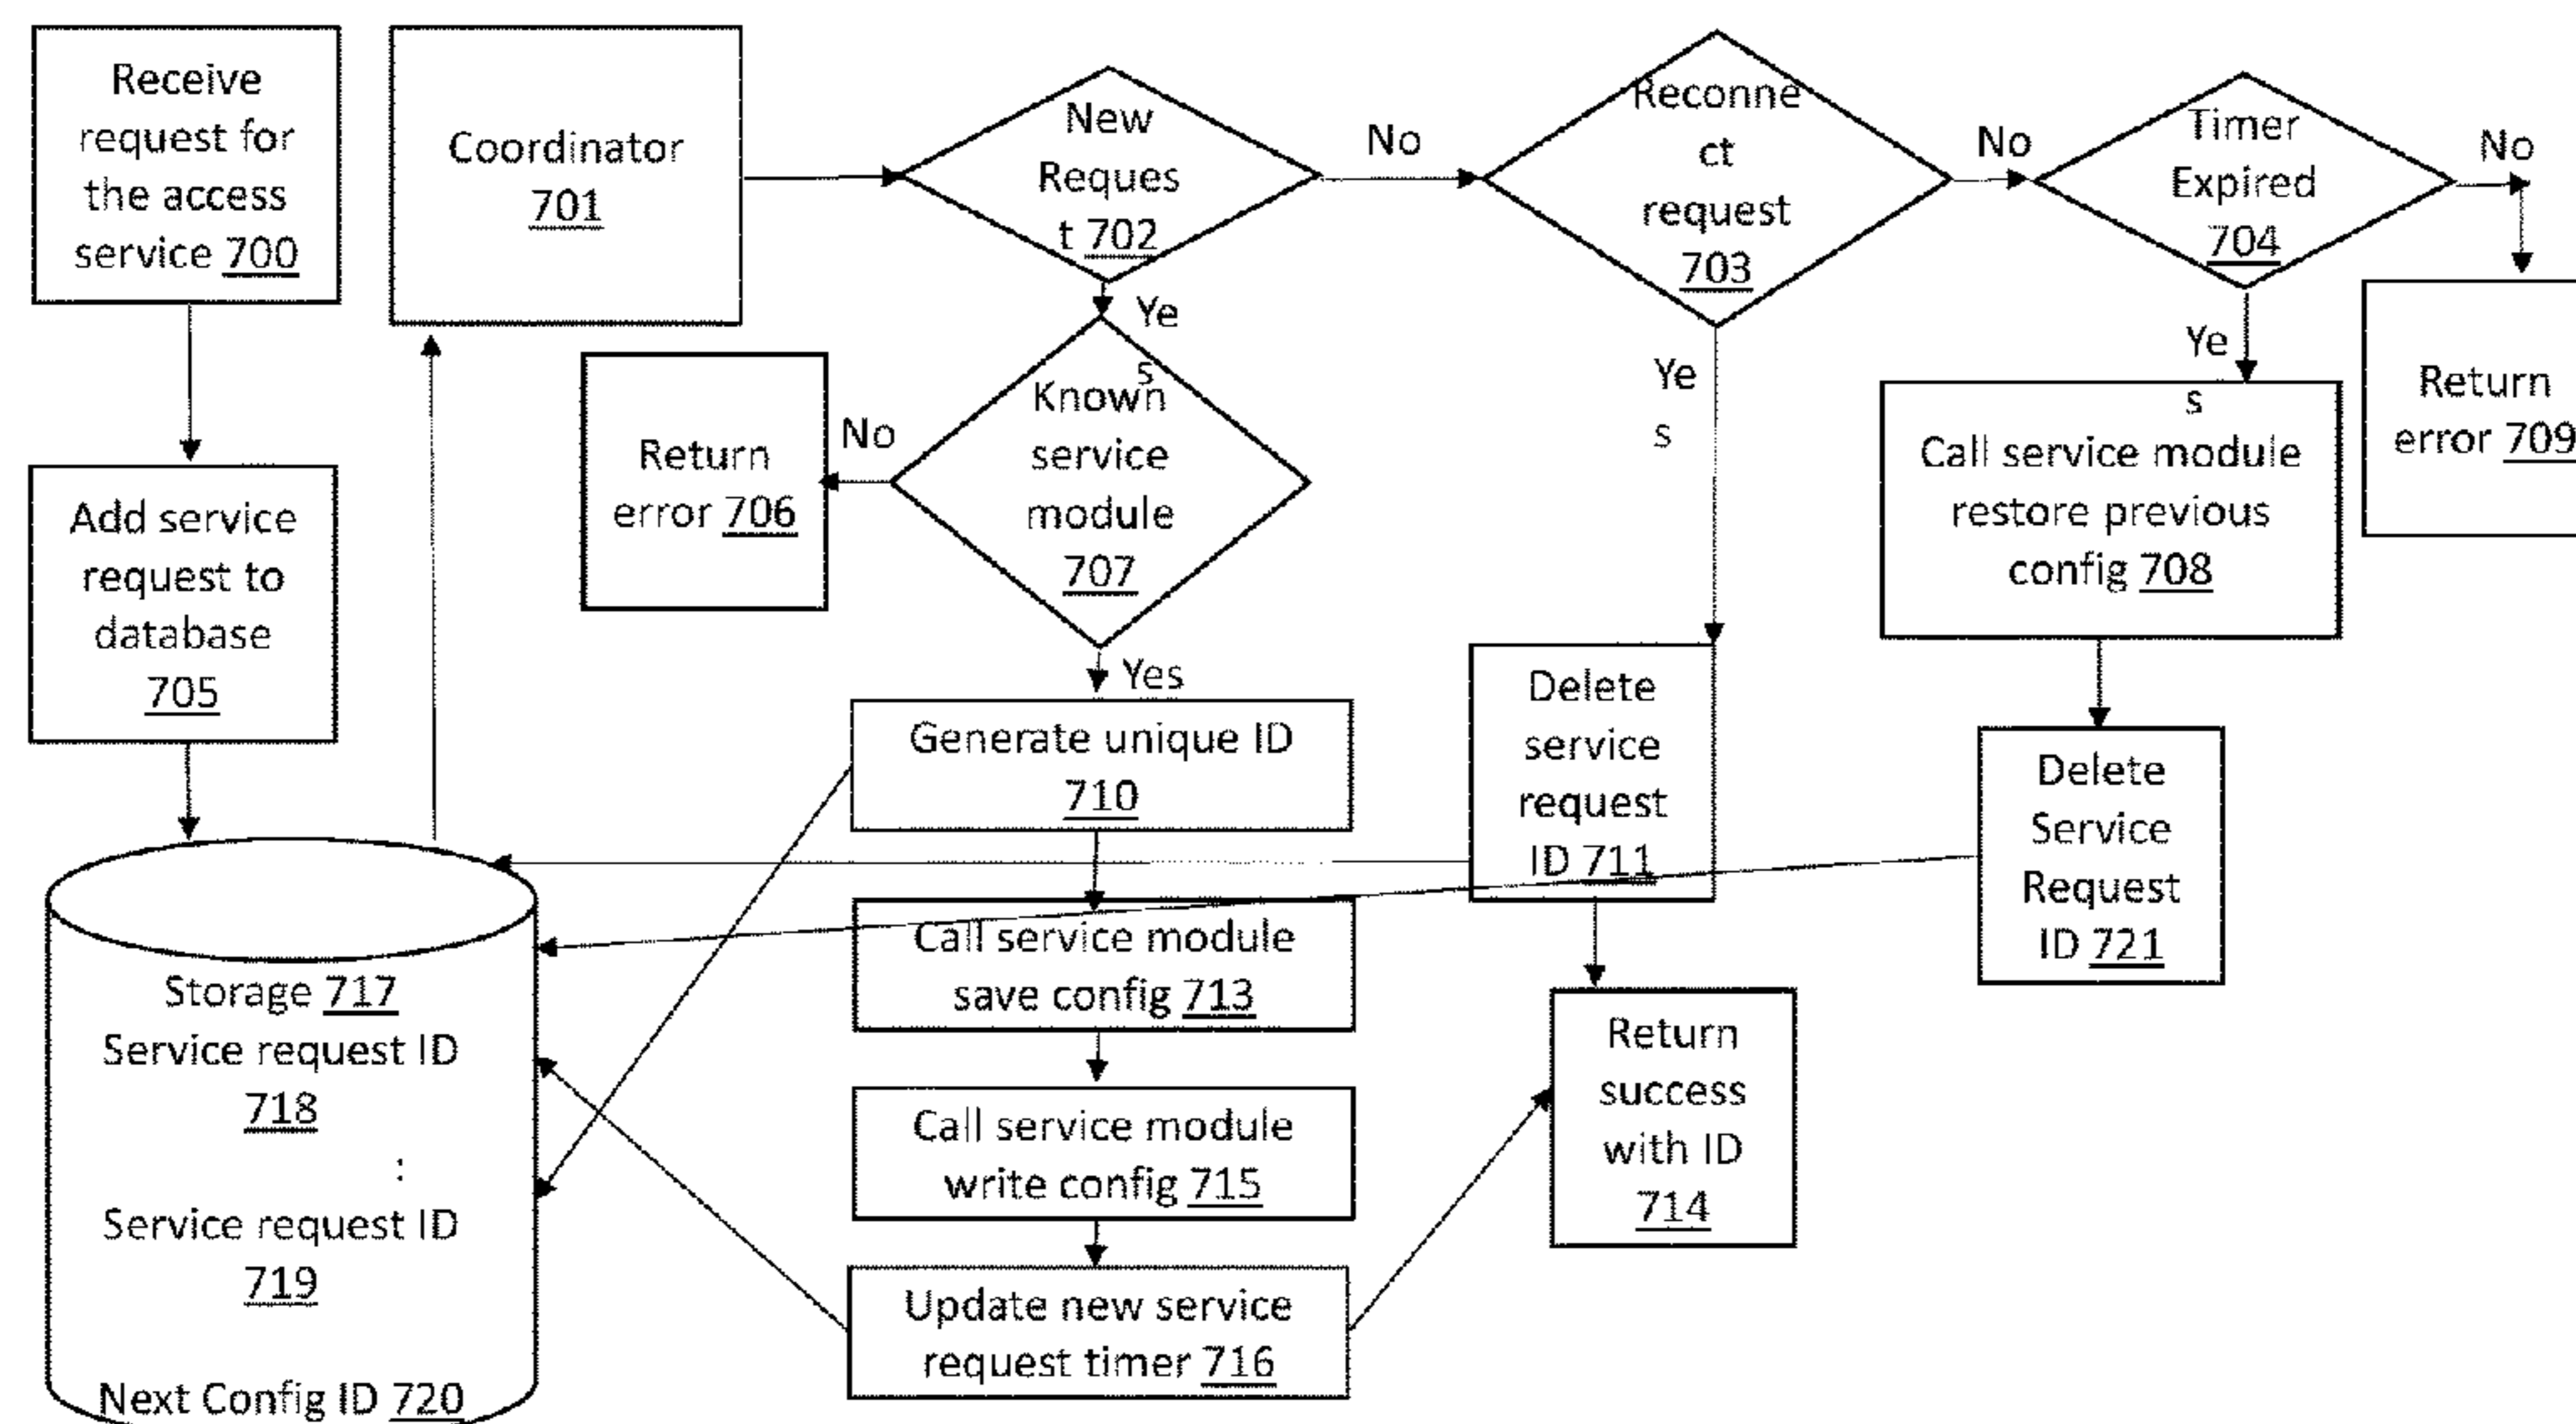 Receive
request for
the access
service 700
Coordinator
701
New
Reques
t 702
No
Reconne
ct
request
703
No
Timer
Expired
704
No
Ye
s
Known
service
module
707
No
Return
error 706
Ye
s
Ye
s
Call service module
restore previous
config 708
Return
error 709
Add service
request to
database
705
Yes
Generate unique ID
710
Delete
service
request
ID 711
Delete
Service
Request
ID 721
Call service module
save config 713
Call service module
write config 715
Update new service
request timer 716
Return
success
with ID
714
Storage 717
Service request ID
718
:
Service request ID
719
Next Config ID 720